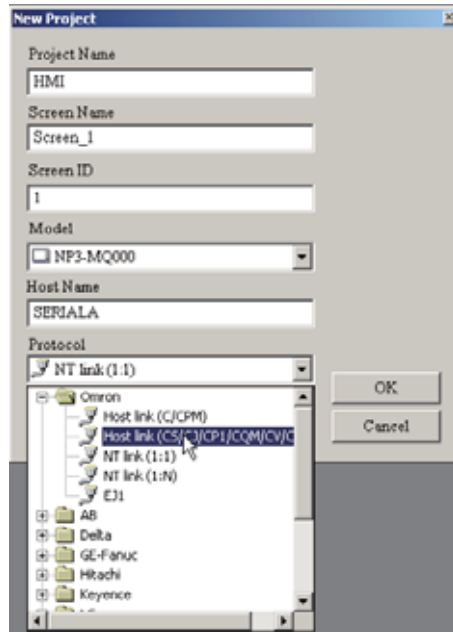 New Project
Project Name
HMI
Screen Name
Screen_1
Screen ID
1
Model
NP3-MQ000
Host Name
SERIALA
Protocol
NT link (1:1)
Omron
Host link (C/CPM)
Host link (CS/CJ/CP1/CQM/CV/C
NT link (1:1)
NT link (1:N)
EJ1
AB
Delta
GE-Fanuc
Hitachi
Keyence
OK
Cancel